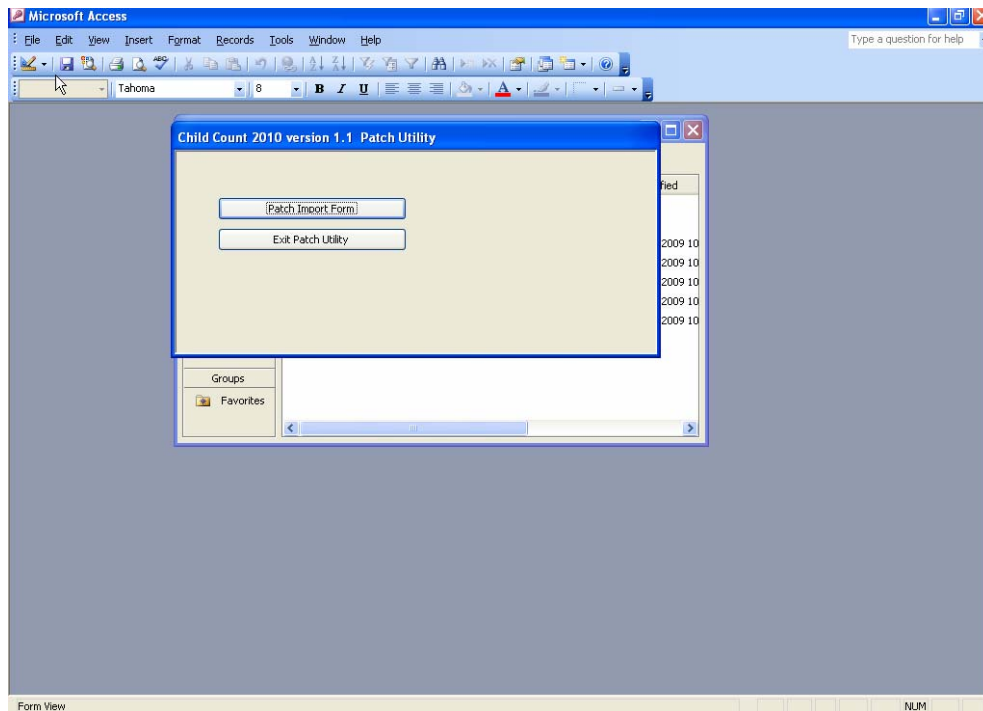 Microsoft Access
File Edit View Insert Format Records Tools Window Help Type a question for help
Tahoma 8 B I U A
Child Count 2010 version 1.1 Patch Utility
fied
Patch Import Form
Exit Patch Utility
2009 10
2009 10
2009 10
2009 10
2009 10
Groups
Favorites
Form View NUM